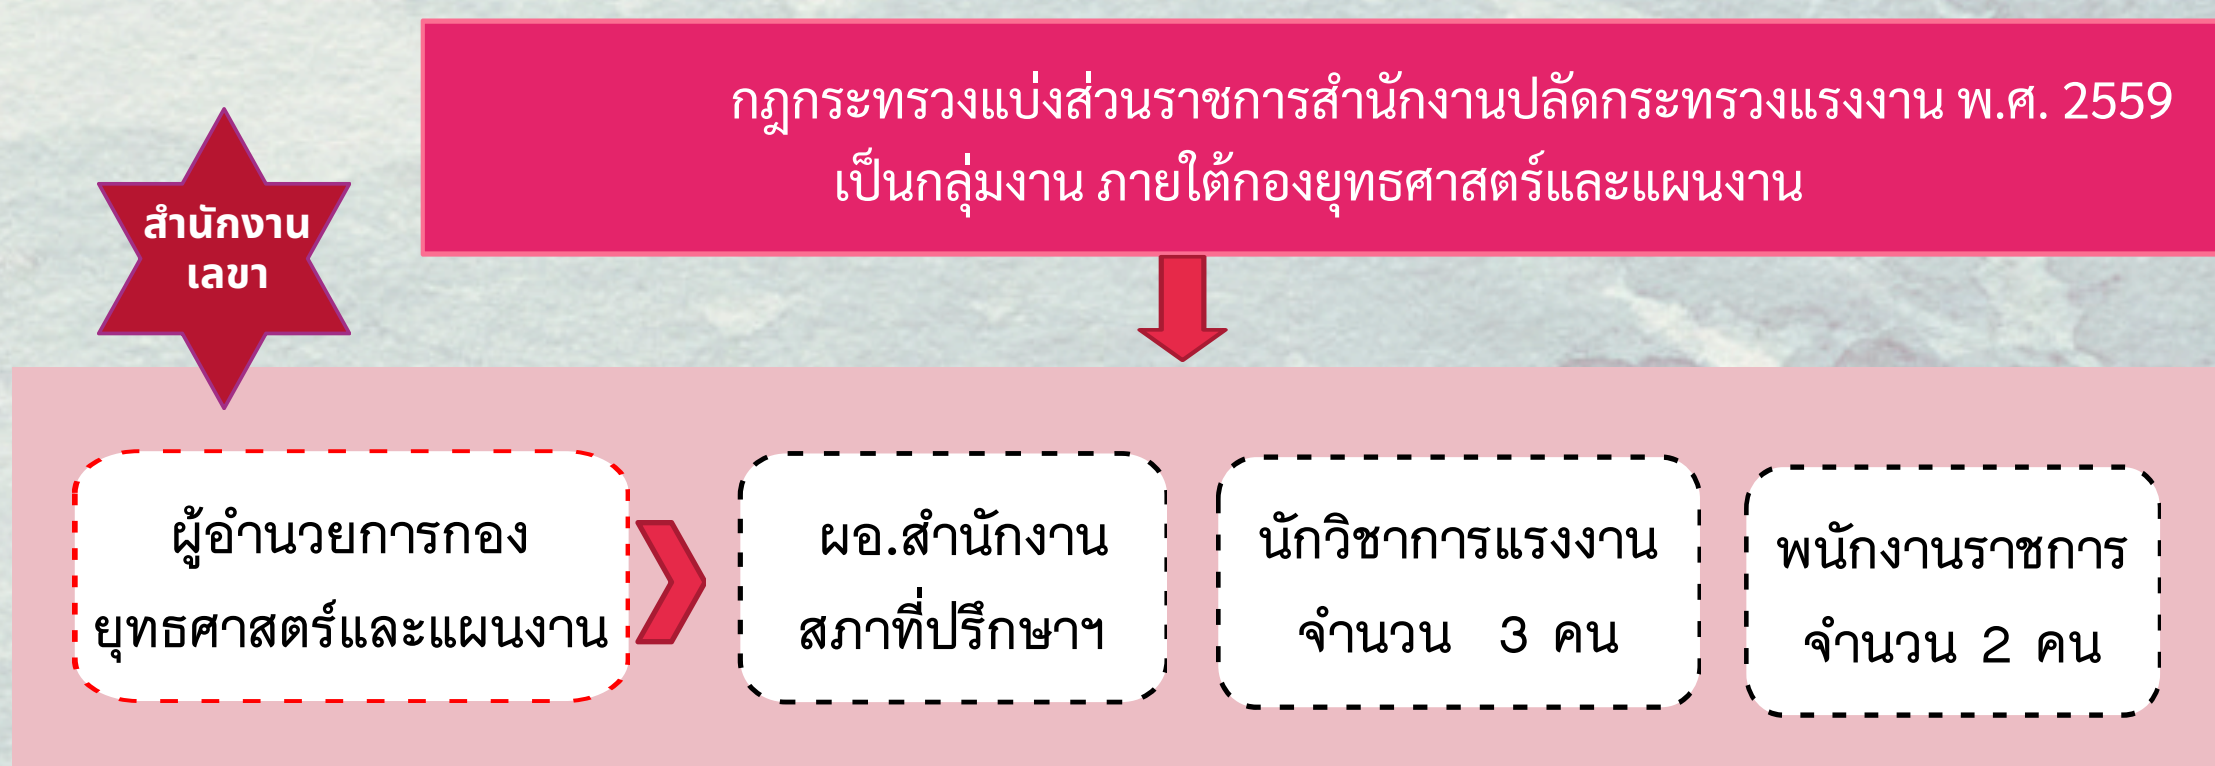 กฎกระทรวงแบ่งส่วนราชการสำนักงานปลัดกระทรวงแรงงาน พ.ศ. 2559
เป็นกลุ่มงาน ภายใต้กองยุทธศาสตร์และแผนงาน
สำนักงาน
เลขา
ผู้อำนวยการกอง
ยุทธศาสตร์และแผนงาน
ผอ.สำนักงาน
สภาที่ปรึกษาฯ
นักวิชาการแรงงาน
จำนวน 3 คน
พนักงานราชการ
จำนวน 2 คน